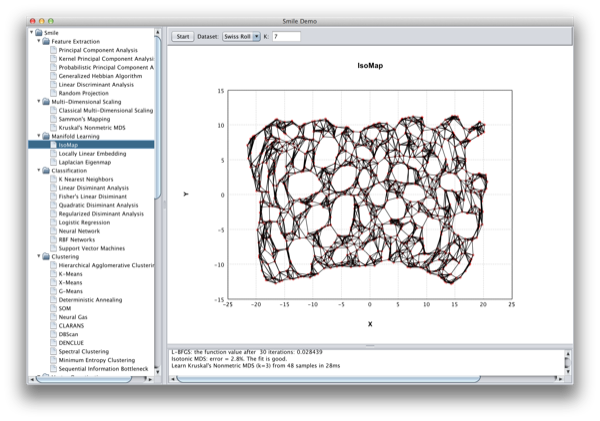 Smile Demo
Smile
Feature Extraction
Principal Component Analysis
Kernel Principal Component Analysi
Probabilistic Principal Component A
Generalized Hebbian Algorithm
Linear Discriminant Analysis
Random Projection
Multi-Dimensional Scaling
Classical Multi-Dimensional Scaling
Sammon's Mapping
Kruskal's Nonmetric MDS
Manifold Learning
IsoMap
Locally Linear Embedding
Laplacian Eigenmap
Classification
K Nearest Neighbors
Linear Disminant Analysis
Fisher's Linear Disminant
Quadratic Disminant Analysis
Regularized Disminant Analysis
Logistic Regression
Neural Network
RBF Networks
Support Vector Machines
Clustering
Hierarchical Agglomerative Clusterin
K-Means
X-Means
G-Means
Deterministic Annealing
SOM
Neural Gas
CLARANS
DBScan
DENCLUE
Spectral Clustering
Minimum Entropy Clustering
Sequential Information Bottleneck
Start Dataset: Swiss Roll K: 7
IsoMap
15
10
5
0
-5
-10
-15
Y
-25 -20 -15 -10 -5 0 5 10 15 20 25
X
L-BFGS: the function value after 30 iterations: 0.028439
Isotonic MDS: error = 2.8%. The fit is good.
Learn Kruskal's Nonmetric MDS (k=3) from 48 samples in 28ms